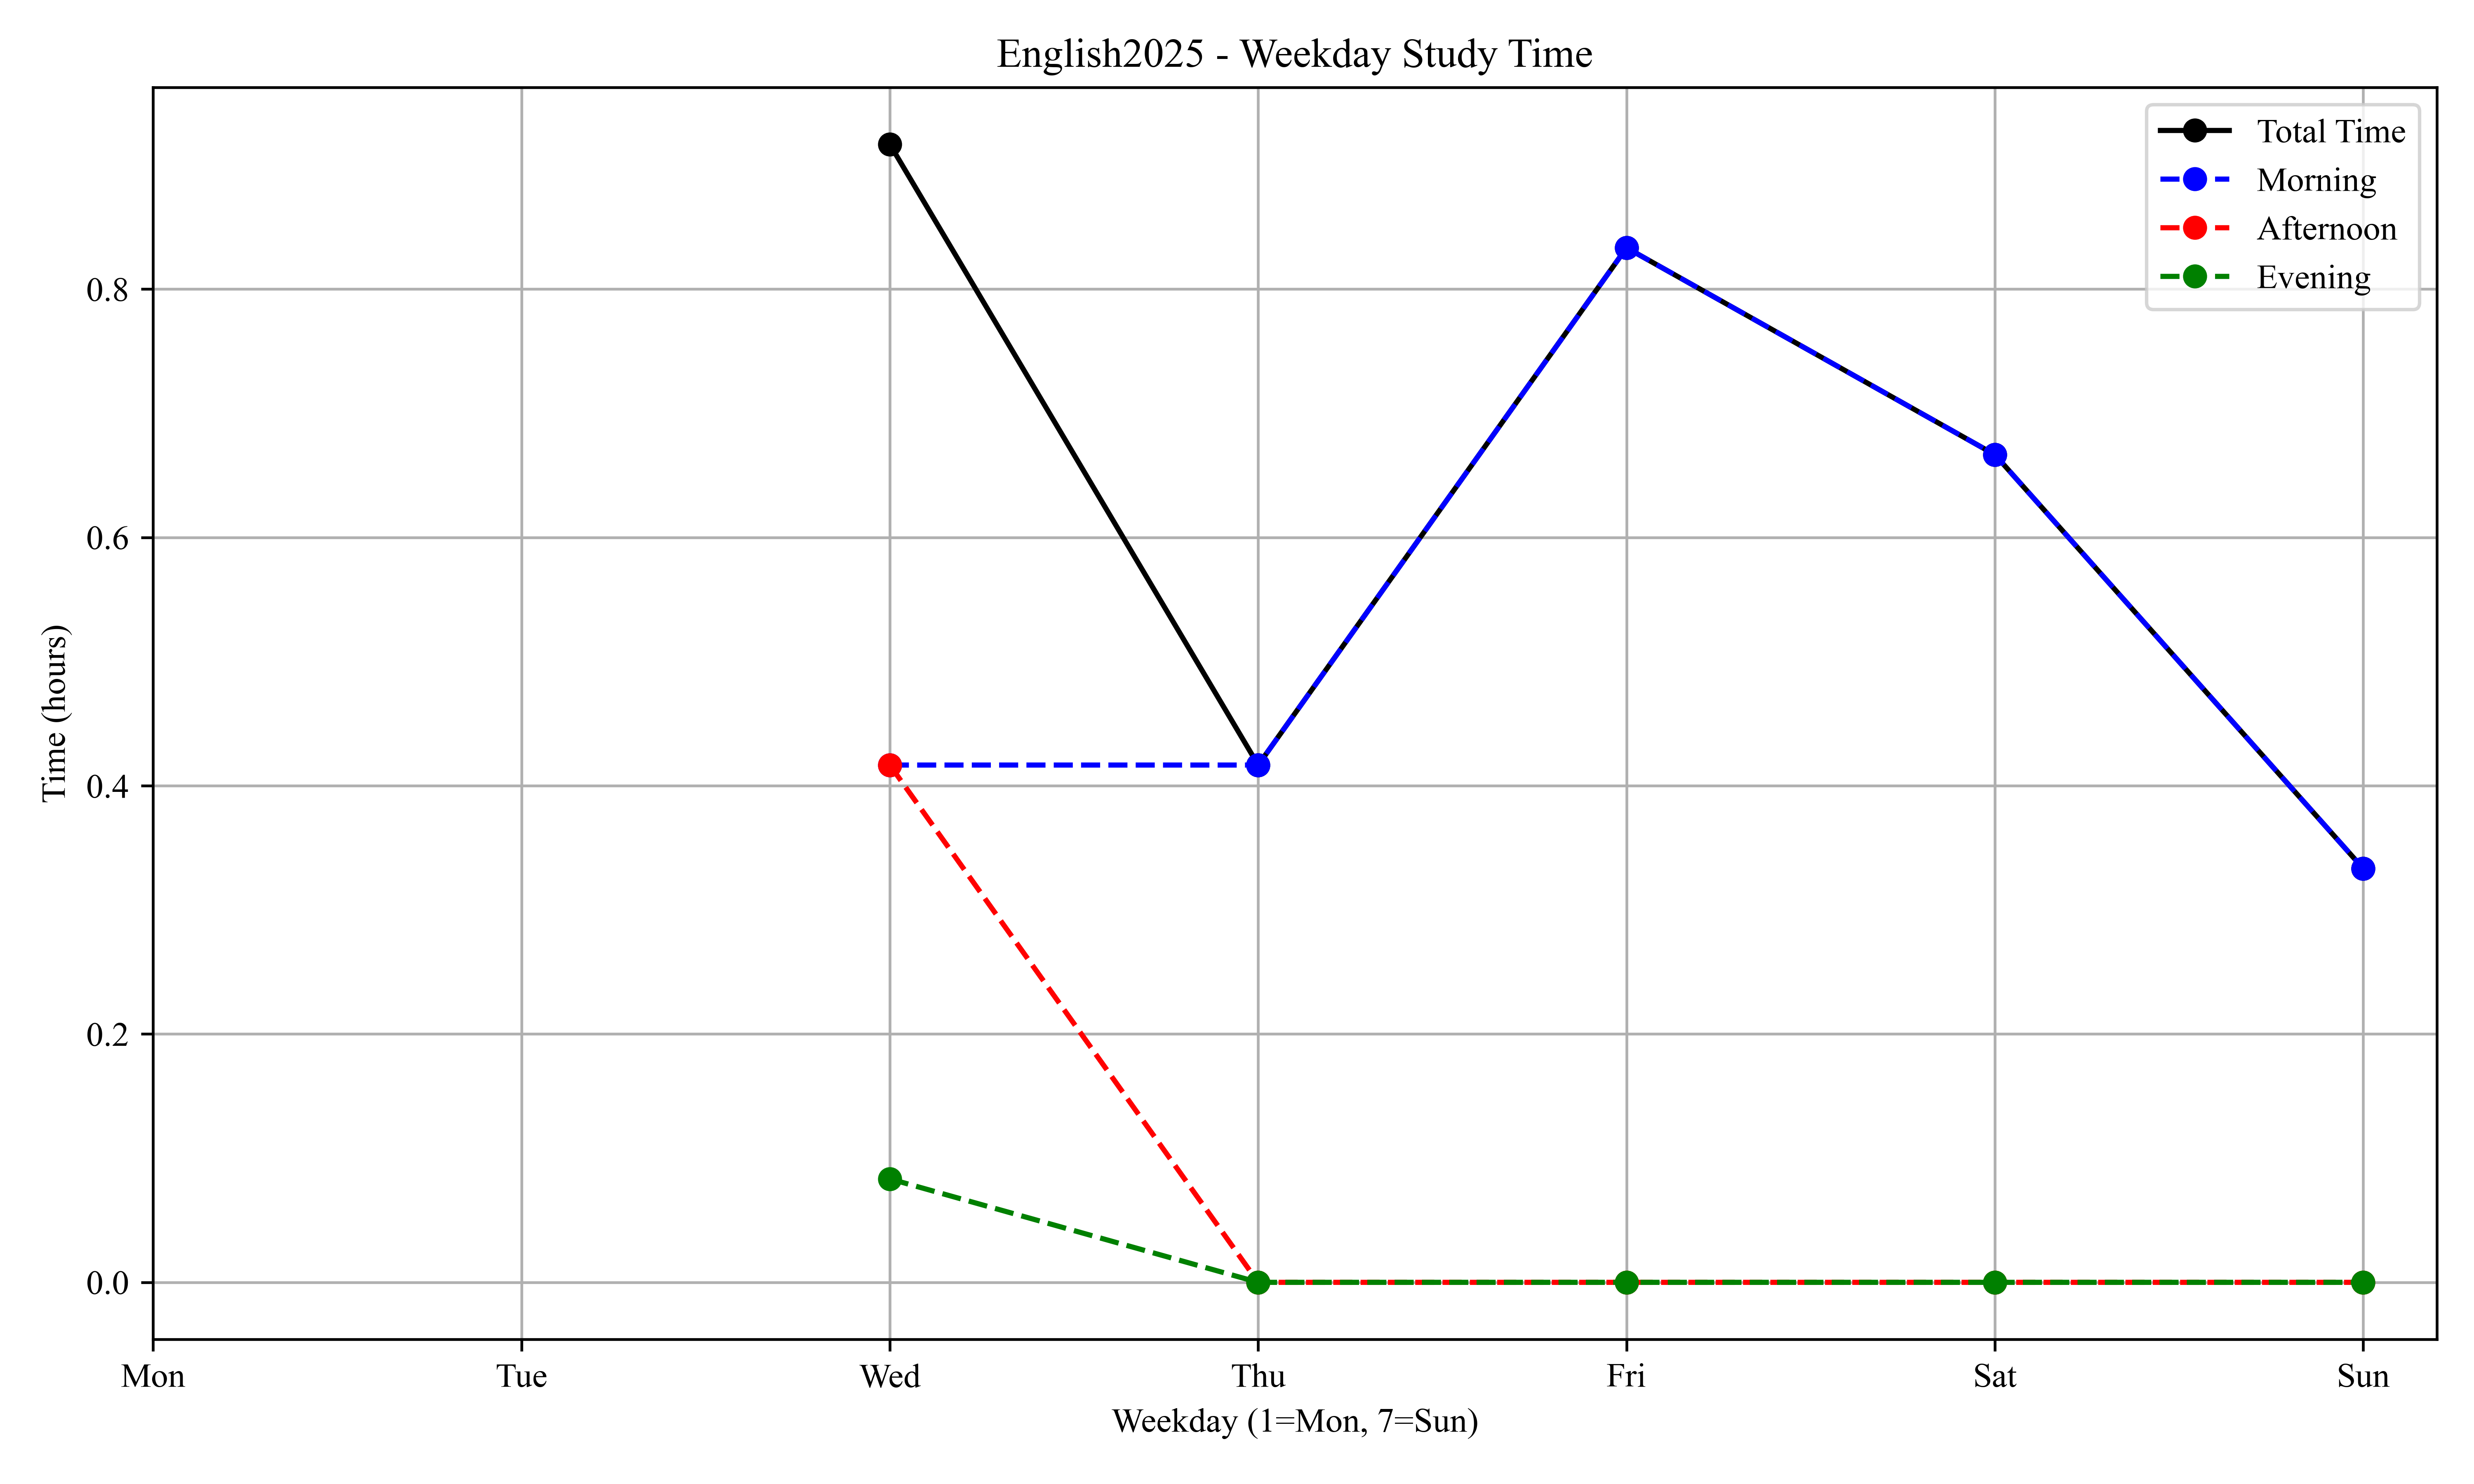 English2025 - Weekday Study Time
Total Time
Morning
Afternoon
Evening
Time (hours)
0.8
0.6
0.4
0.2
0.0
Mon Tue Wed Thu Fri Sat Sun
Weekday (1=Mon, 7=Sun)